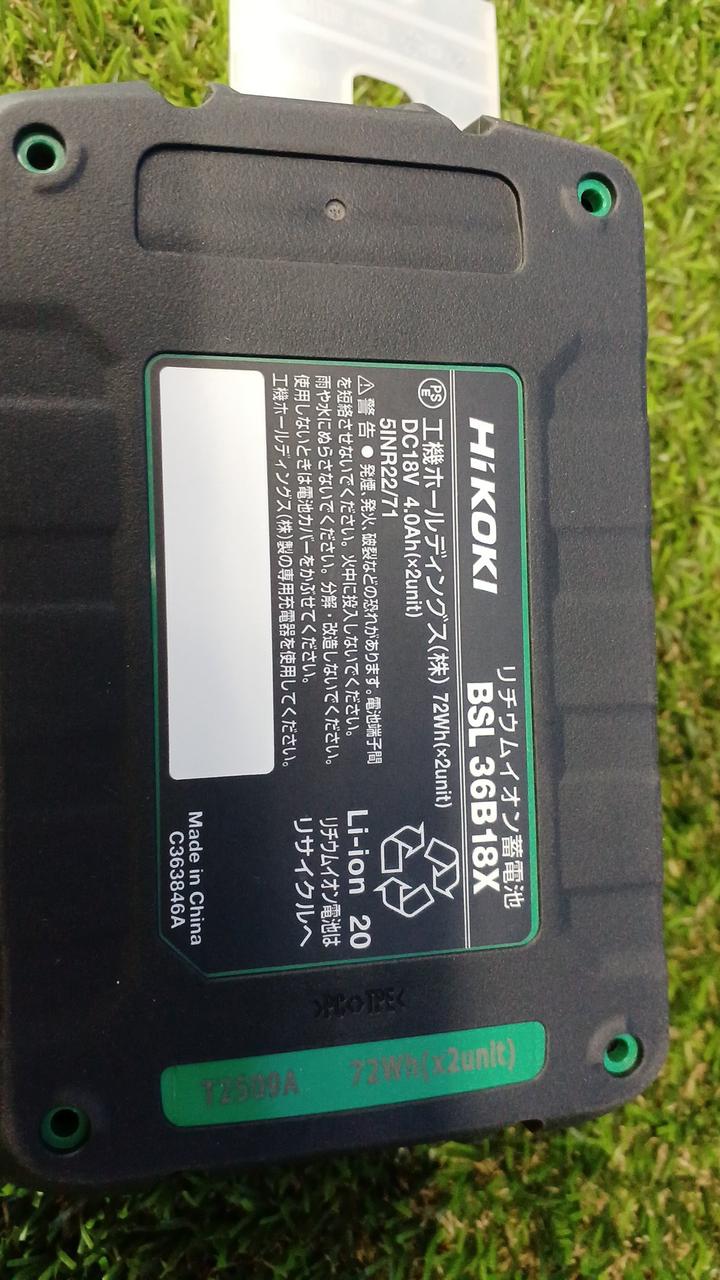 HiKOKI
リチウムイオン蓄電池
BSL 36B18X
PS
E
工機ホールディングス(株) 72Wh(×2unit)
DC18V 4.0Ah(×2unit)
5INR22/71
⚠警告 ● 発煙、発火、破裂などの恐れがあります。電池端子間
を短絡させないでください。火中に投入しないでください。
雨や水にぬらさないでください。分解・改造しないでください。
使用しないときは電池カバーをかぶせてください。
工機ホールディングス(株)製の専用充電器を使用してください。
Li-ion 20
リチウムイオン電池は
リサイクルへ
Made in China
C363846A
>PC<>TPE<
T2509A 72Wh(x2unit)